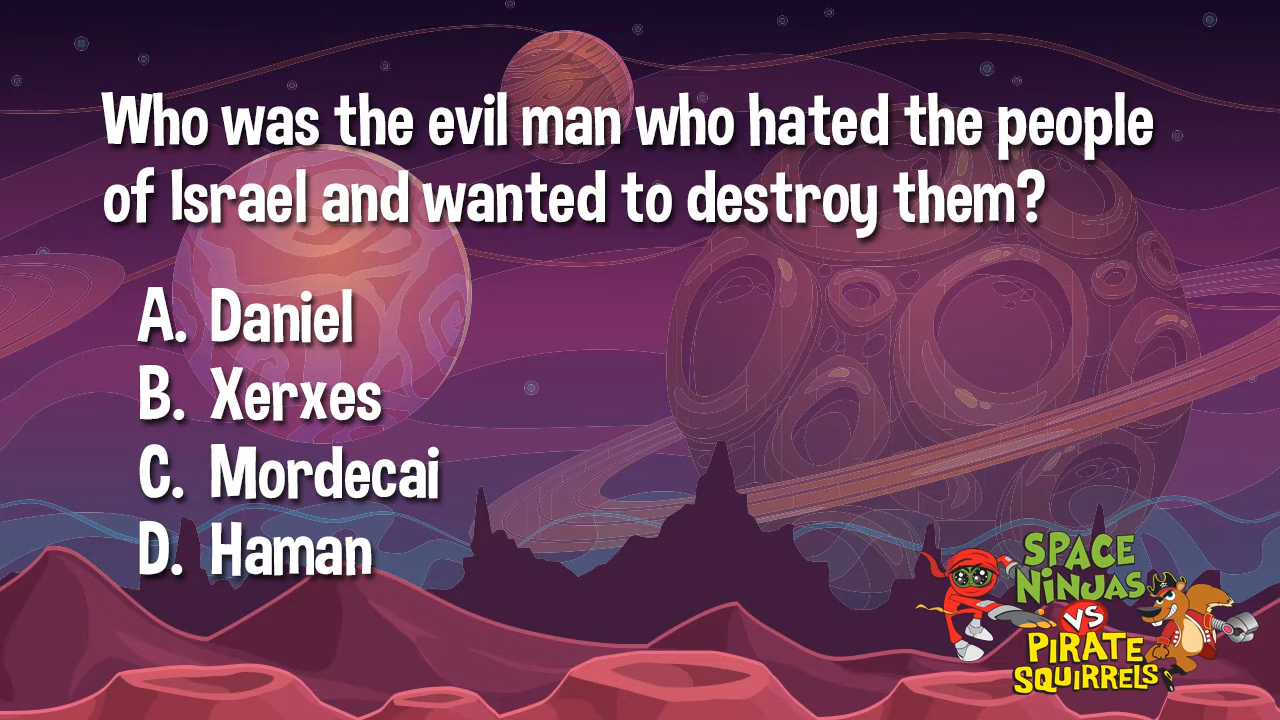 Who was the evil man who hated the people
of Israel and wanted to destroy them?
A. Daniel
B. Xerxes
C. Mordecai
D. Haman
SPACE
NiNJAS
VS
PiRATE
SQUiRRELS